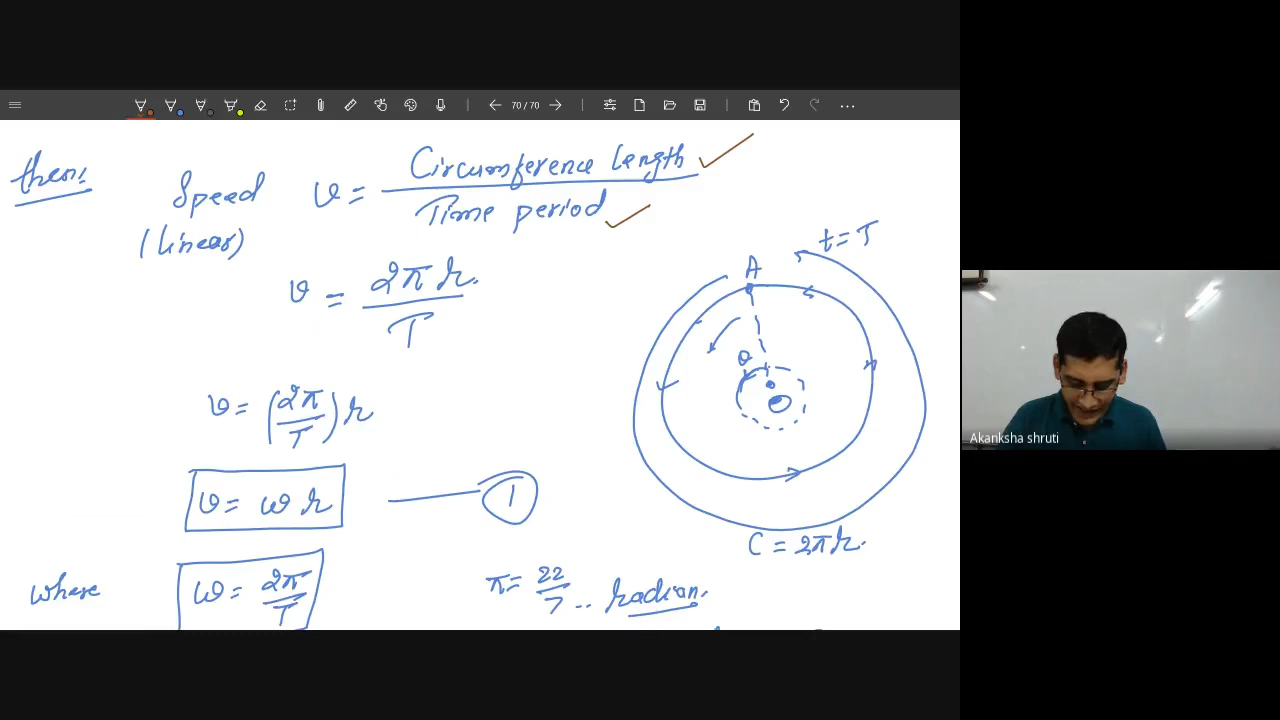 70 / 70
then:
Speed v = Circumference length / Time period
(linear)
v = 2πr / T
t = T
A
θ
v = (2π/T) r
v = ω r ——— 1
C = 2πr.
where ω = 2π/T
π = 22/7 .. radian.
Akanksha shruti